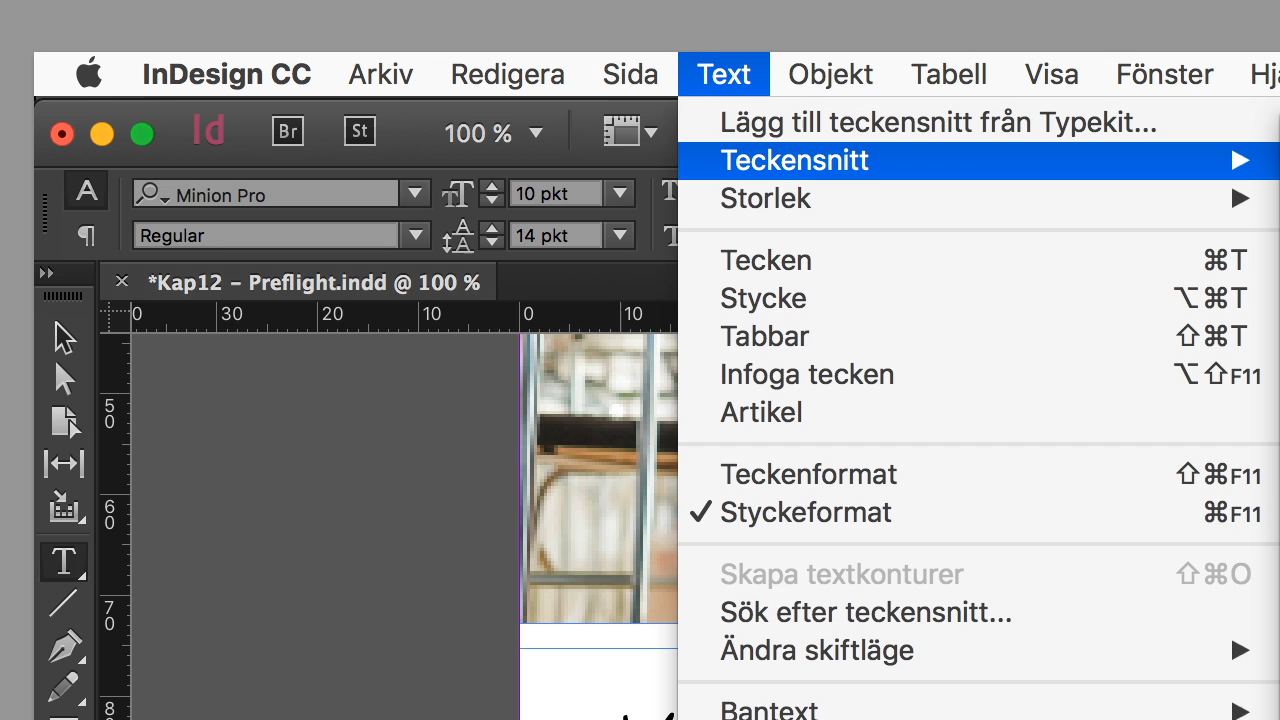 InDesign CC Arkiv Redigera Sida Text Objekt Tabell Visa Fönster
Id Br St 100 %
Lägg till teckensnitt från Typekit...
Teckensnitt
Storlek
A Minion Pro 10 pkt
Regular 14 pkt
*Kap12 – Preflight.indd @ 100 %
0 30 20 10 0 10
50
60
70
8
Tecken ⌘T
Stycke ⌥⌘T
Tabbar ⇧⌘T
Infoga tecken ⌥⇧F11
Artikel
Teckenformat ⇧⌘F11
Styckeformat ⌘F11
Skapa textkonturer ⇧⌘O
Sök efter teckensnitt...
Ändra skiftläge
Bantext